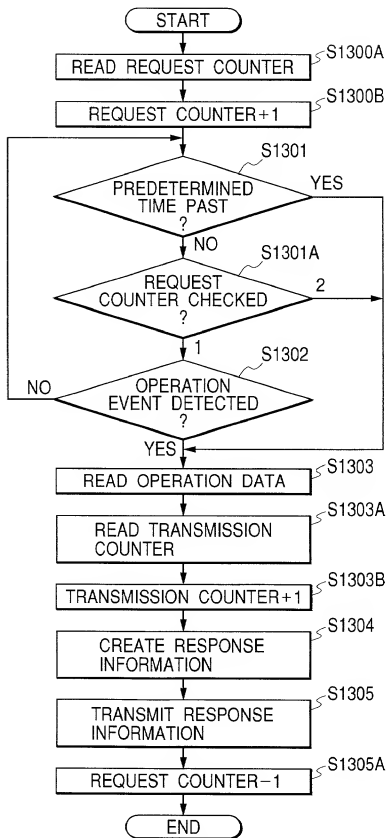 START
S1300A
READ REQUEST COUNTER
S1300B
REQUEST COUNTER+1
S1301
PREDETERMINED
TIME PAST
?
YES
NO
S1301A
REQUEST
COUNTER CHECKED
?
2
1
S1302
NO
OPERATION
EVENT DETECTED
?
YES
S1303
READ OPERATION DATA
S1303A
READ TRANSMISSION
COUNTER
S1303B
TRANSMISSION COUNTER+1
S1304
CREATE RESPONSE
INFORMATION
S1305
TRANSMIT RESPONSE
INFORMATION
S1305A
REQUEST COUNTER-1
END